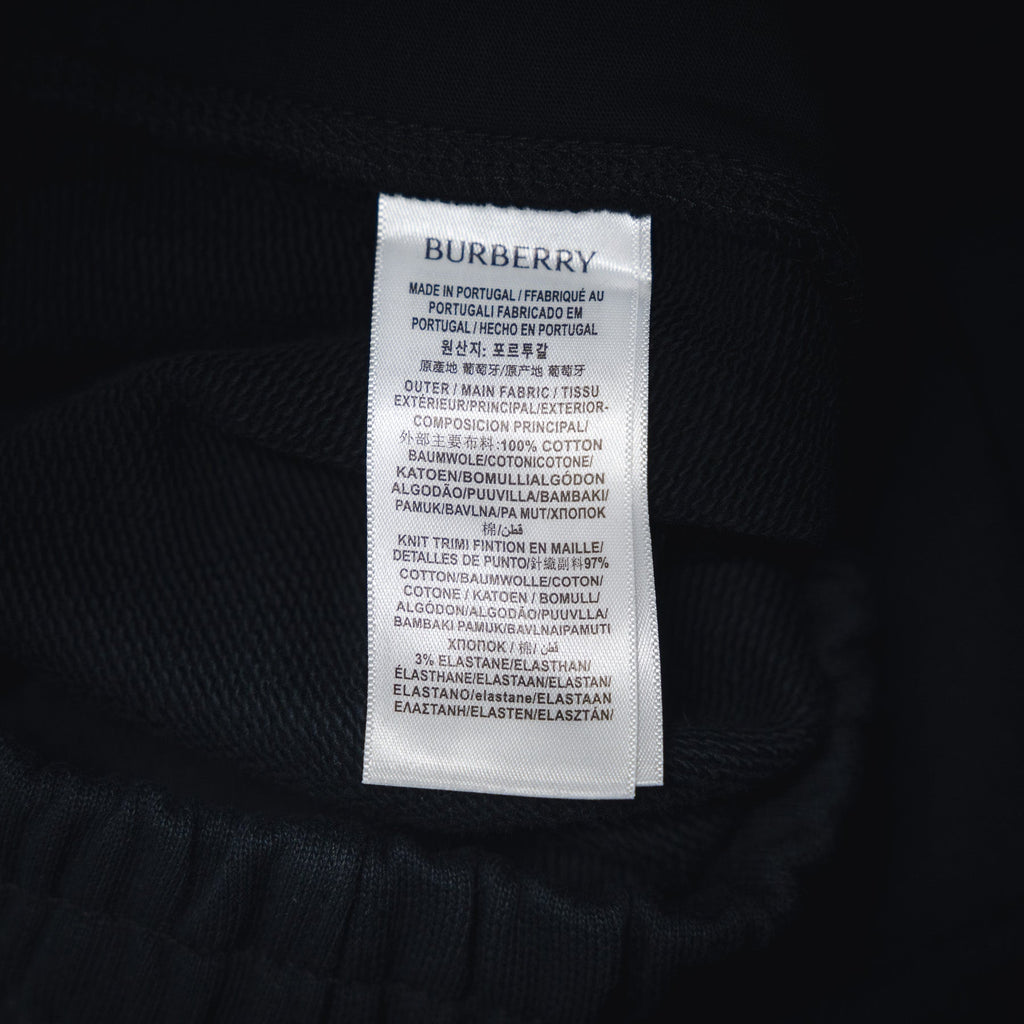 BURBERRY
MADE IN PORTUGAL / FFABRIQUÉ AU
PORTUGALI FABRICADO EM
PORTUGAL / HECHO EN PORTUGAL
원산지: 포르투갈
原產地 葡萄牙/原产地 葡萄牙
OUTER / MAIN FABRIC / TISSU
EXTÉRIEUR/PRINCIPAL/EXTERIOR-
COMPOSICION PRINCIPAL/
外部主要布料:100% COTTON
BAUMWOLE/COTONICOTONE/
KATOEN/BOMULLIALGÓDON
ALGODÃO/PUUVILLA/BAMBAKI/
PAMUK/BAVLNA/PA MUT/ХПОПОК
棉/قطن
KNIT TRIMI FINTION EN MAILLE/
DETALLES DE PUNTO/針織副料97%
COTTON/BAUMWOLLE/COTON/
COTONE / KATOEN / BOMULL/
ALGÓDON/ALGODÃO/PUUVLLA/
BAMBAKI PAMUK/BAVLNAIPAMUTI
ХПОПОК / 棉/ قطن
3% ELASTANE/ELASTHAN/
ÉLASTHANE/ELASTAAN/ELASTAN/
ELASTANO/elastane/ELASTAAN
ΕΛΑΣΤΑΝΗ/ELASTEN/ELASZTÁN/